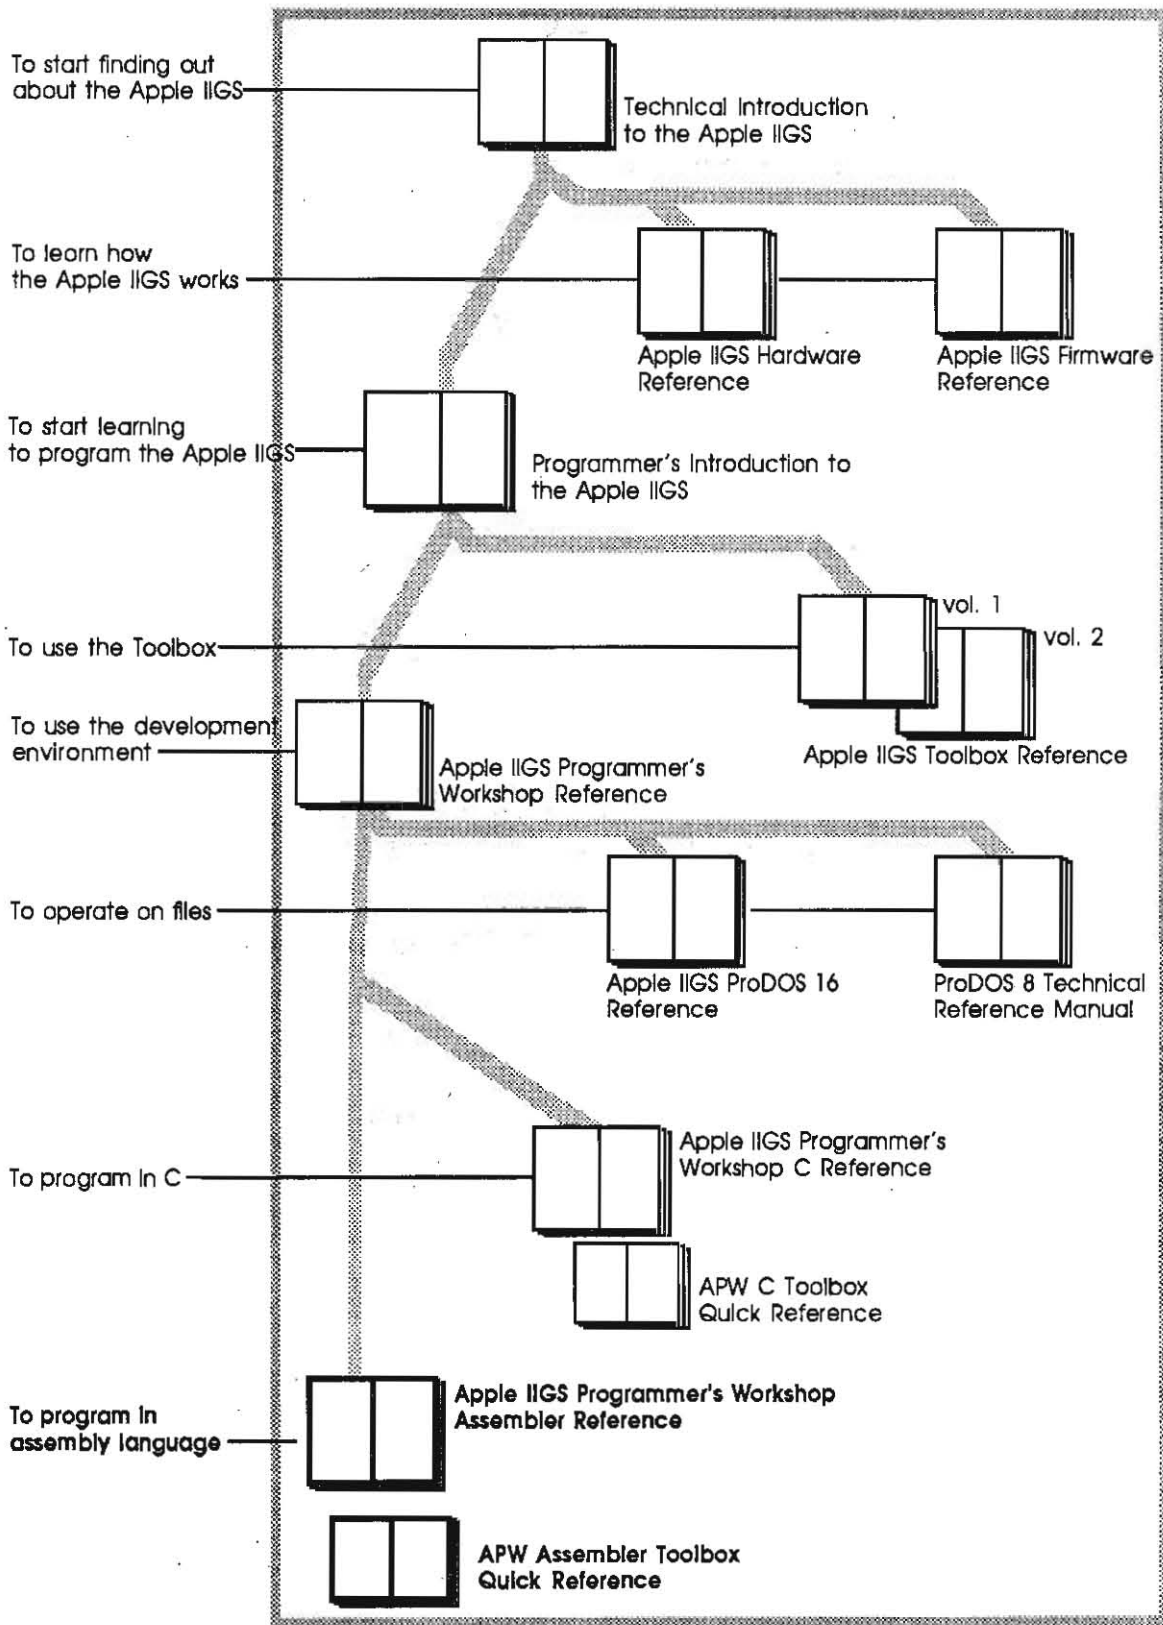 To start finding out
about the Apple IIGS
Technical Introduction
to the Apple IIGS
To learn how
the Apple IIGS works
Apple IIGS Hardware
Reference
Apple IIGS Firmware
Reference
To start learning
to program the Apple IIGS
Programmer's Introduction to
the Apple IIGS
vol. 1
vol. 2
To use the Toolbox
Apple IIGS Toolbox Reference
To use the development
environment
Apple IIGS Programmer's
Workshop Reference
To operate on files
Apple IIGS ProDOS 16
Reference
ProDOS 8 Technical
Reference Manual
To program in C
Apple IIGS Programmer's
Workshop C Reference
APW C Toolbox
Quick Reference
To program in
assembly language
Apple IIGS Programmer's Workshop
Assembler Reference
APW Assembler Toolbox
Quick Reference